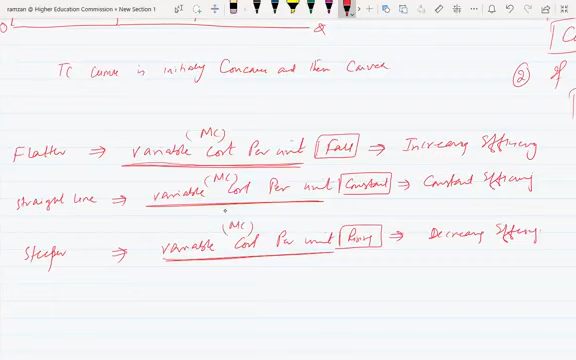 ramzan @ Higher Education Commission » New Section 1
0 Q
TC curve is initially Concave and then Convex
②
(MC)
Flatter ⇒ Variable Cost Per unit Fall ⇒ Increasing Efficiency
(MC)
straight line ⇒ variable Cost Per unit Constant ⇒ Constant Efficiency
(MC)
Steeper ⇒ variable Cost Per unit Rising ⇒ Decreasing Efficiency